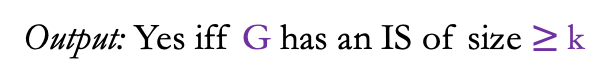 Output: Yes iff G has an IS of size ≥ k